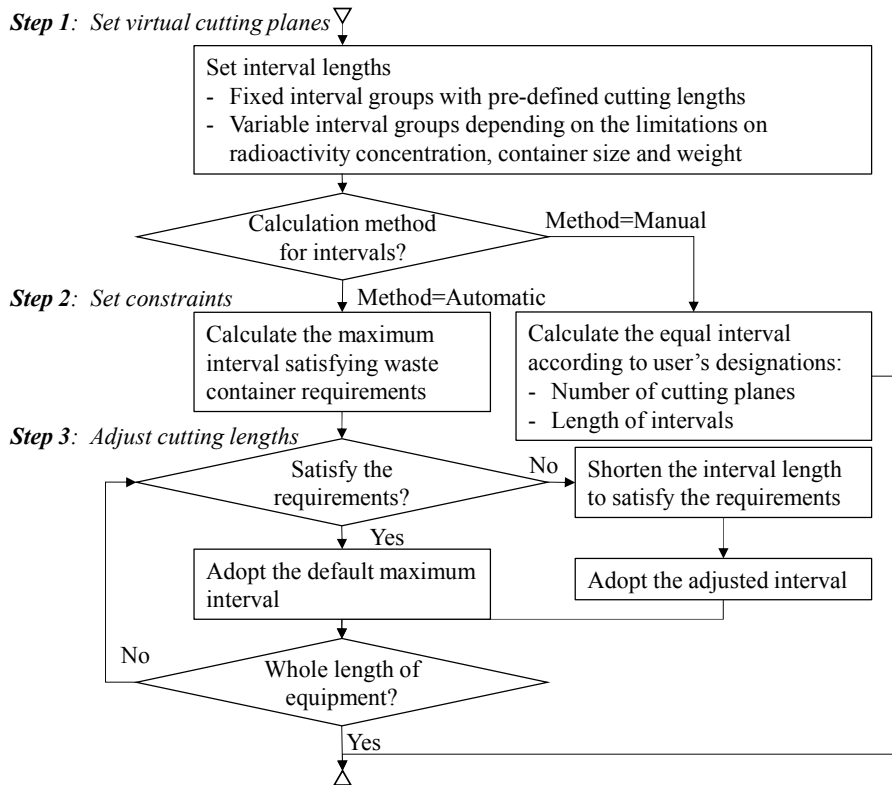 Step 1: Set virtual cutting planes
Set interval lengths
- Fixed interval groups with pre-defined cutting lengths
- Variable interval groups depending on the limitations on
radioactivity concentration, container size and weight
Calculation method
for intervals?
Method=Manual
Method=Automatic
Step 2: Set constraints
Calculate the maximum
interval satisfying waste
container requirements
Calculate the equal interval
according to user's designations:
- Number of cutting planes
- Length of intervals
Step 3: Adjust cutting lengths
Satisfy the
requirements?
No
Shorten the interval length
to satisfy the requirements
Yes
Adopt the default maximum
interval
Adopt the adjusted interval
No
Whole length of
equipment?
Yes